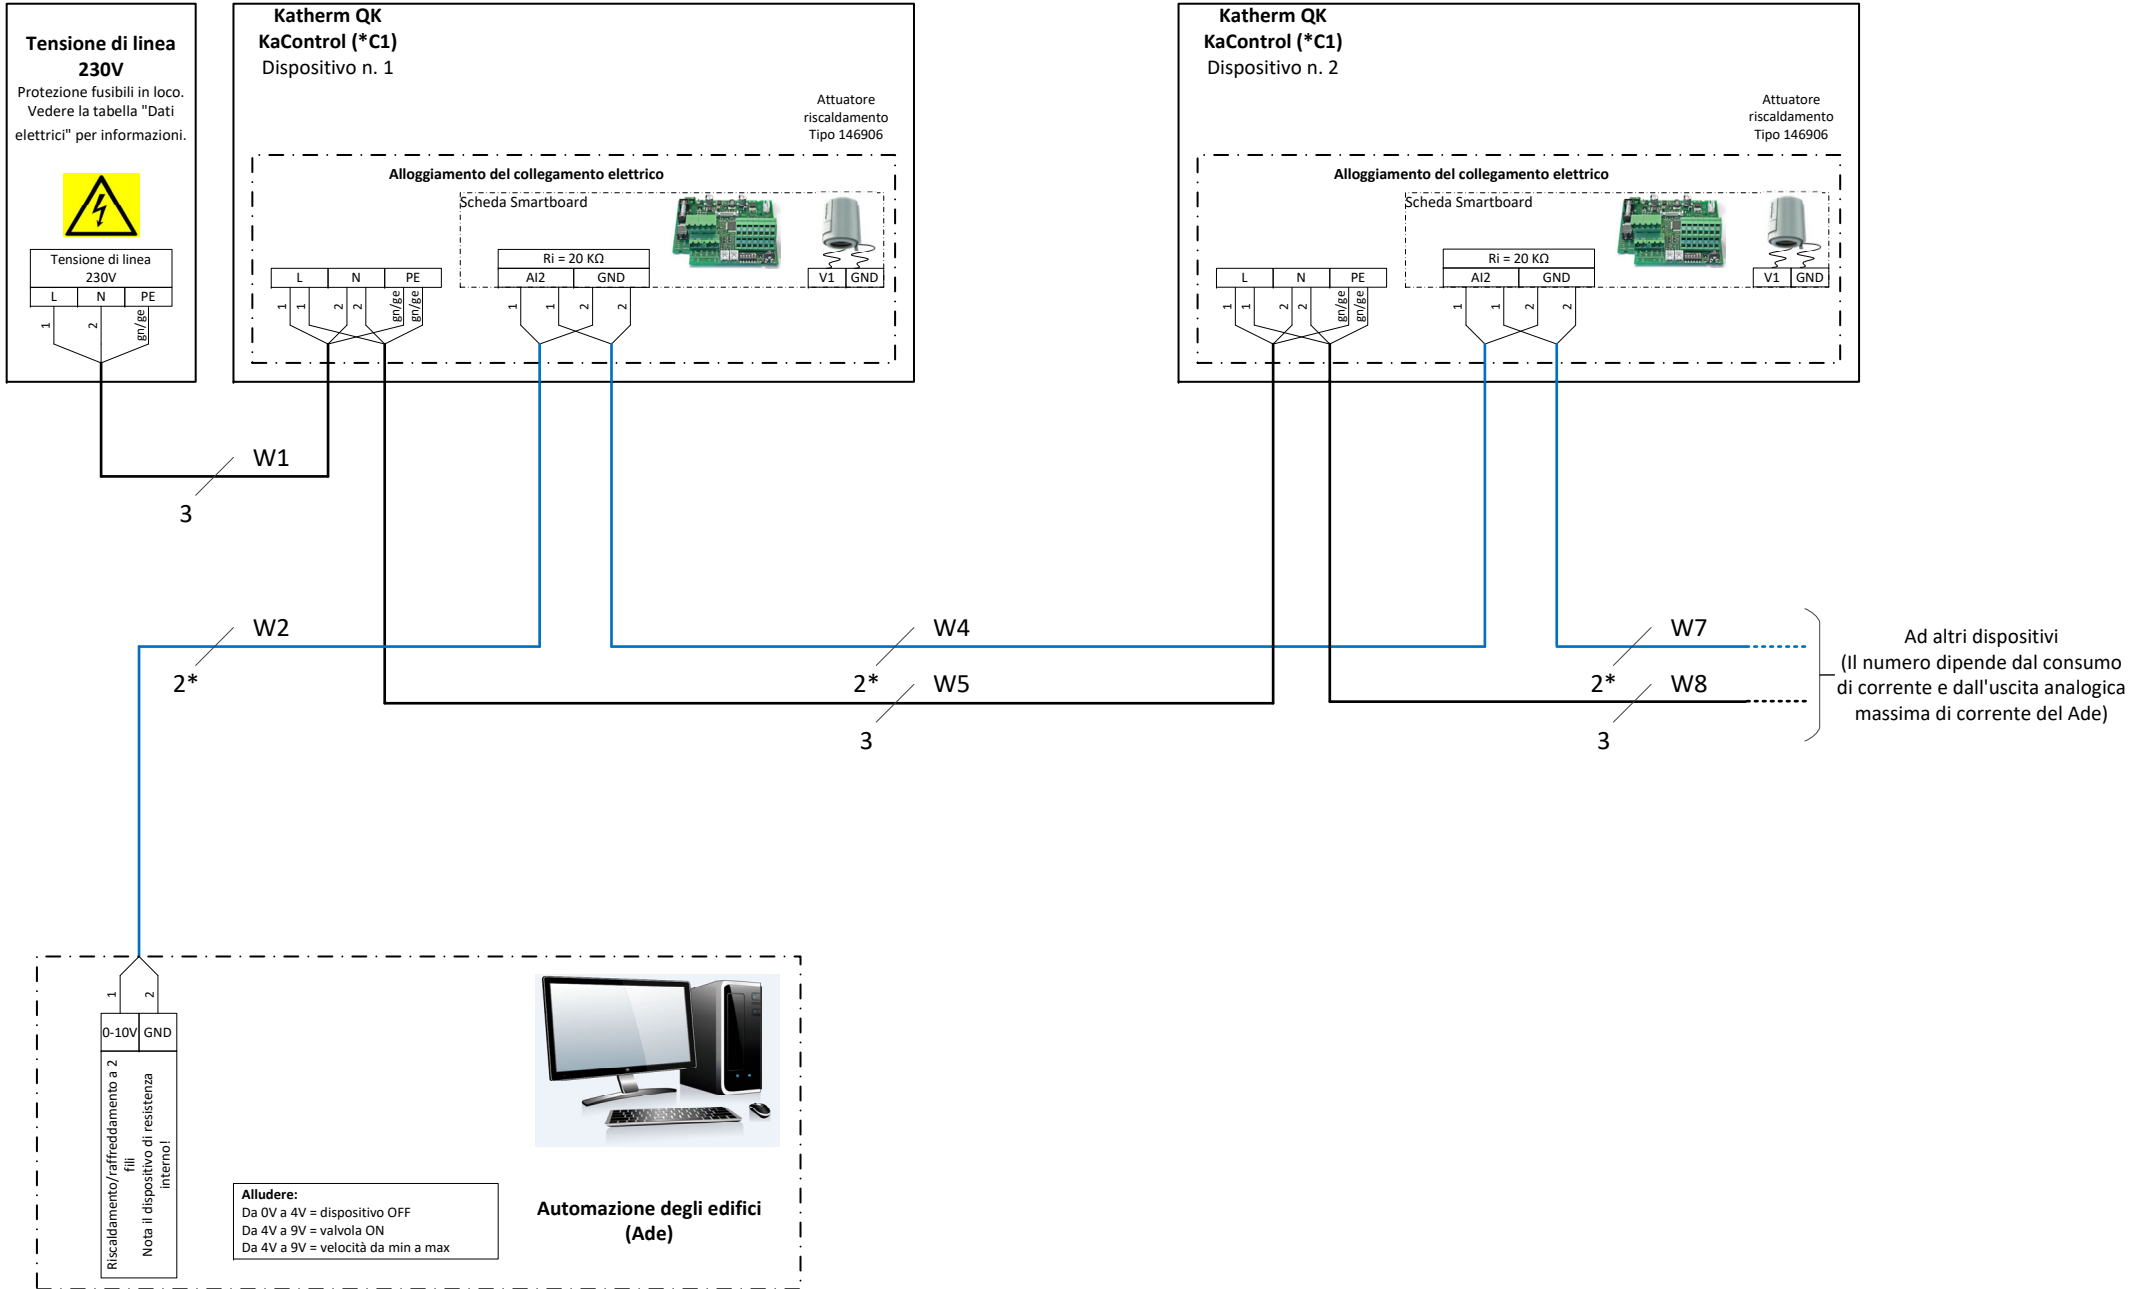 Tensione di linea
230V
Protezione fusibili in loco.
Vedere la tabella "Dati
elettrici" per informazioni.
Tensione di linea
230V
L N PE
1 2 gn/ge
Katherm QK
KaControl (*C1)
Dispositivo n. 1
Attuatore
riscaldamento
Tipo 146906
Alloggiamento del collegamento elettrico
Scheda Smartboard
Ri = 20 KΩ
L N PE
AI2 GND
V1 GND
1 1 2 2 gn/ge gn/ge
1 1 2 2
Katherm QK
KaControl (*C1)
Dispositivo n. 2
Attuatore
riscaldamento
Tipo 146906
Alloggiamento del collegamento elettrico
Scheda Smartboard
Ri = 20 KΩ
L N PE
AI2 GND
V1 GND
1 1 2 2 gn/ge gn/ge
1 1 2 2
W1
3
W2
2*
W4
2*
W5
3
W7
2*
W8
3
Ad altri dispositivi
(Il numero dipende dal consumo
di corrente e dall'uscita analogica
massima di corrente del Ade)
1 2
0-10V GND
Riscaldamento/raffreddamento a 2
fili
Nota il dispositivo di resistenza
interno!
Alludere:
Da 0V a 4V = dispositivo OFF
Da 4V a 9V = valvola ON
Da 4V a 9V = velocità da min a max
Automazione degli edifici
(Ade)